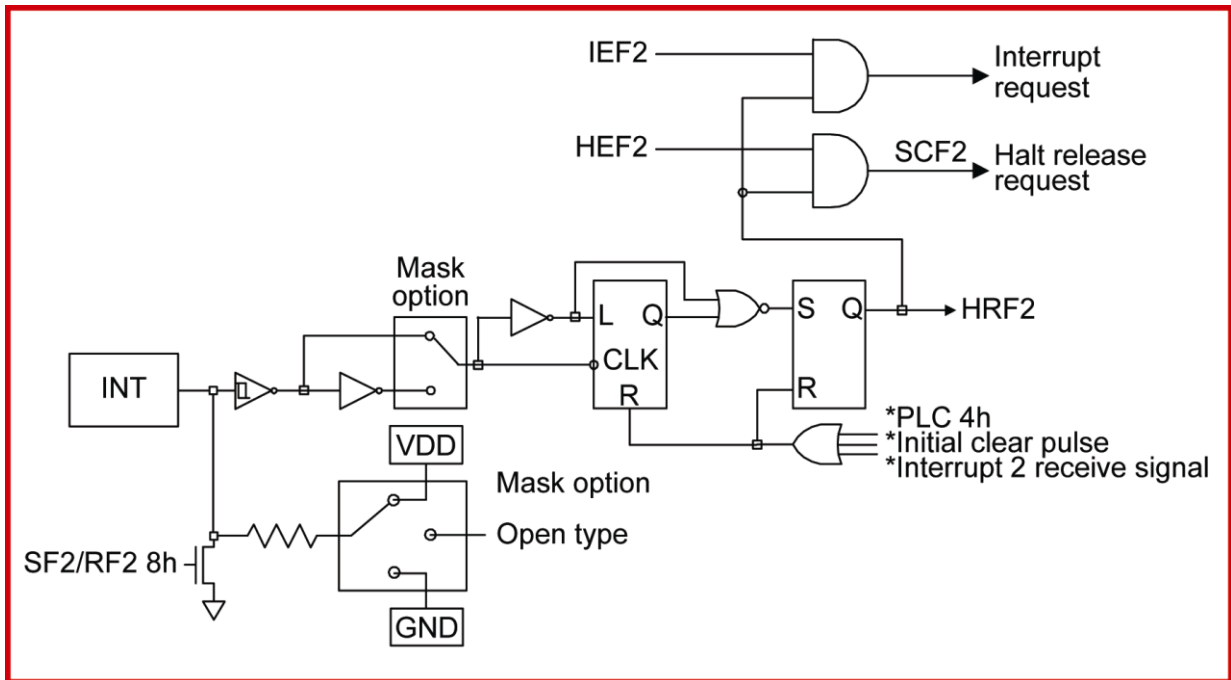 IEF2
Interrupt
request
HEF2
SCF2
Halt release
request
Mask
option
L
Q
CLK
R
S
Q
R
HRF2
INT
*PLC 4h
*Initial clear pulse
*Interrupt 2 receive signal
VDD
Mask option
Open type
SF2/RF2 8h
GND